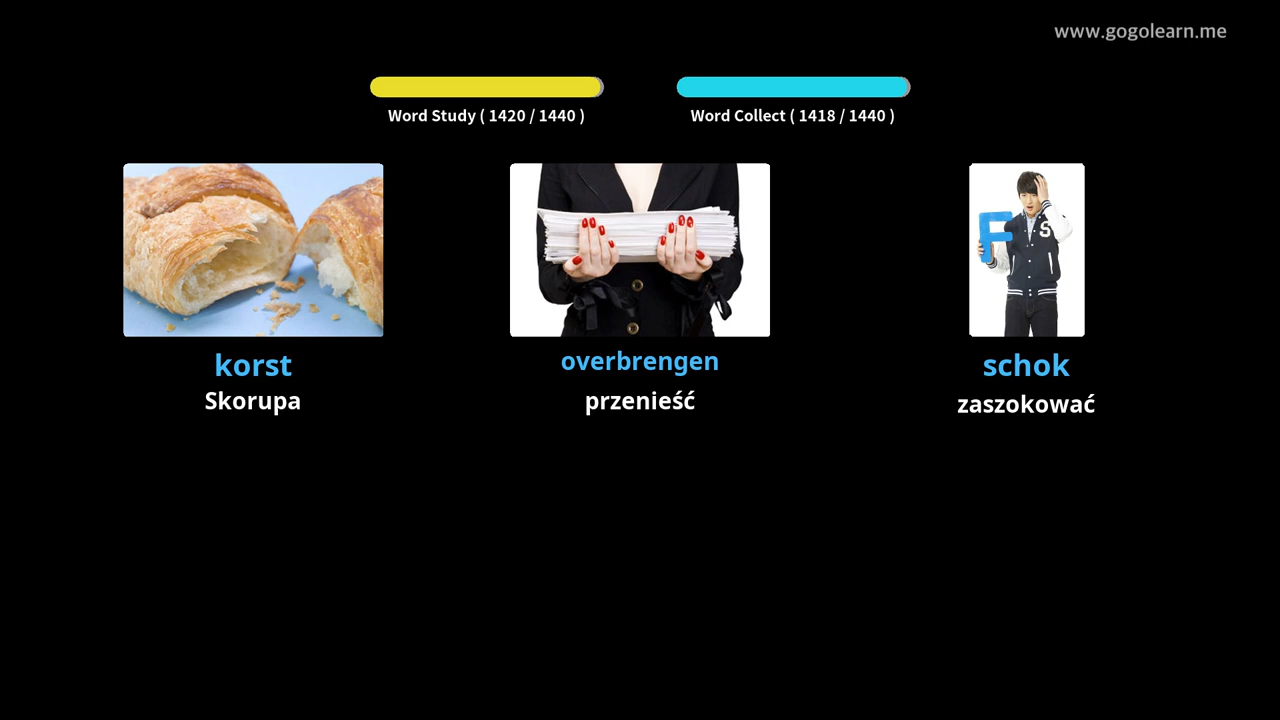 www.gogolearn.me
Word Study ( 1420 / 1440 )
Word Collect ( 1418 / 1440 )
F
S
korst
overbrengen
schok
Skorupa
przenieść
zaszokować